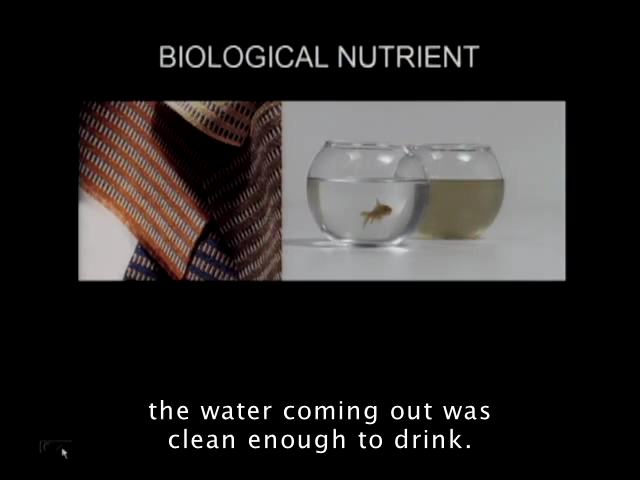 BIOLOGICAL NUTRIENT
the water coming out was
clean enough to drink.